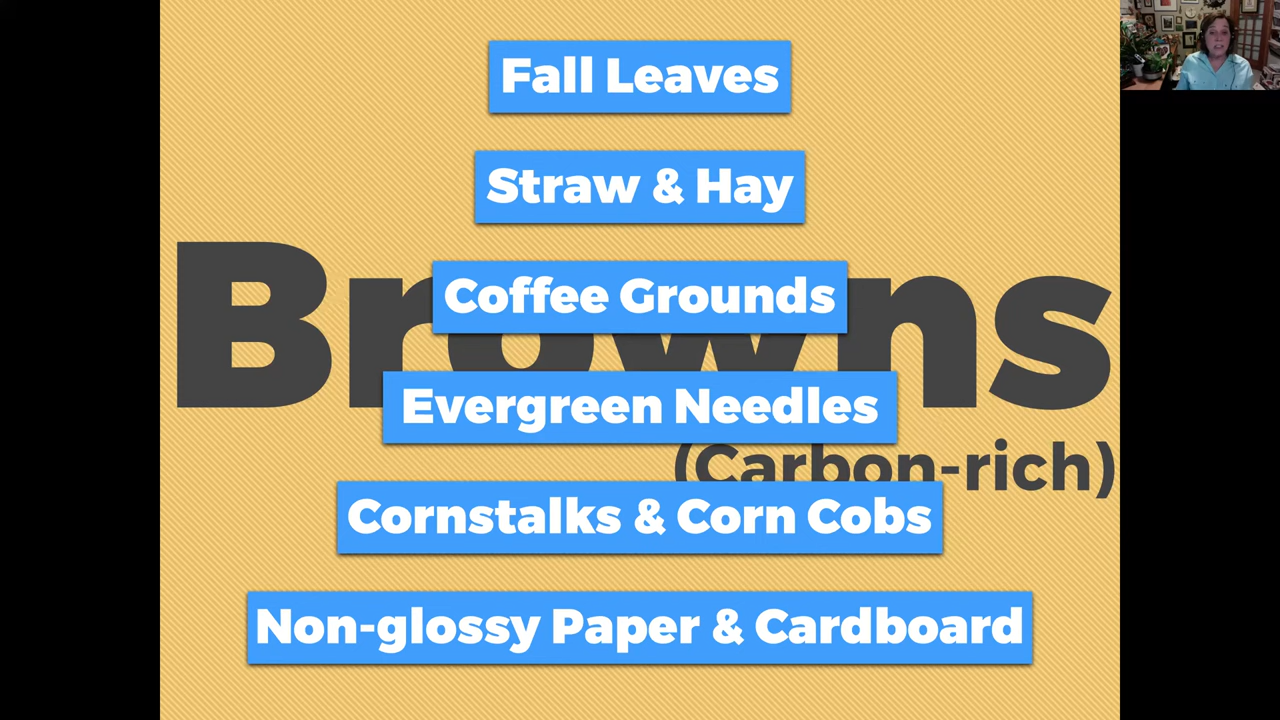 Fall Leaves
Straw & Hay
Browns
Coffee Grounds
Evergreen Needles
(Carbon-rich)
Cornstalks & Corn Cobs
Non-glossy Paper & Cardboard